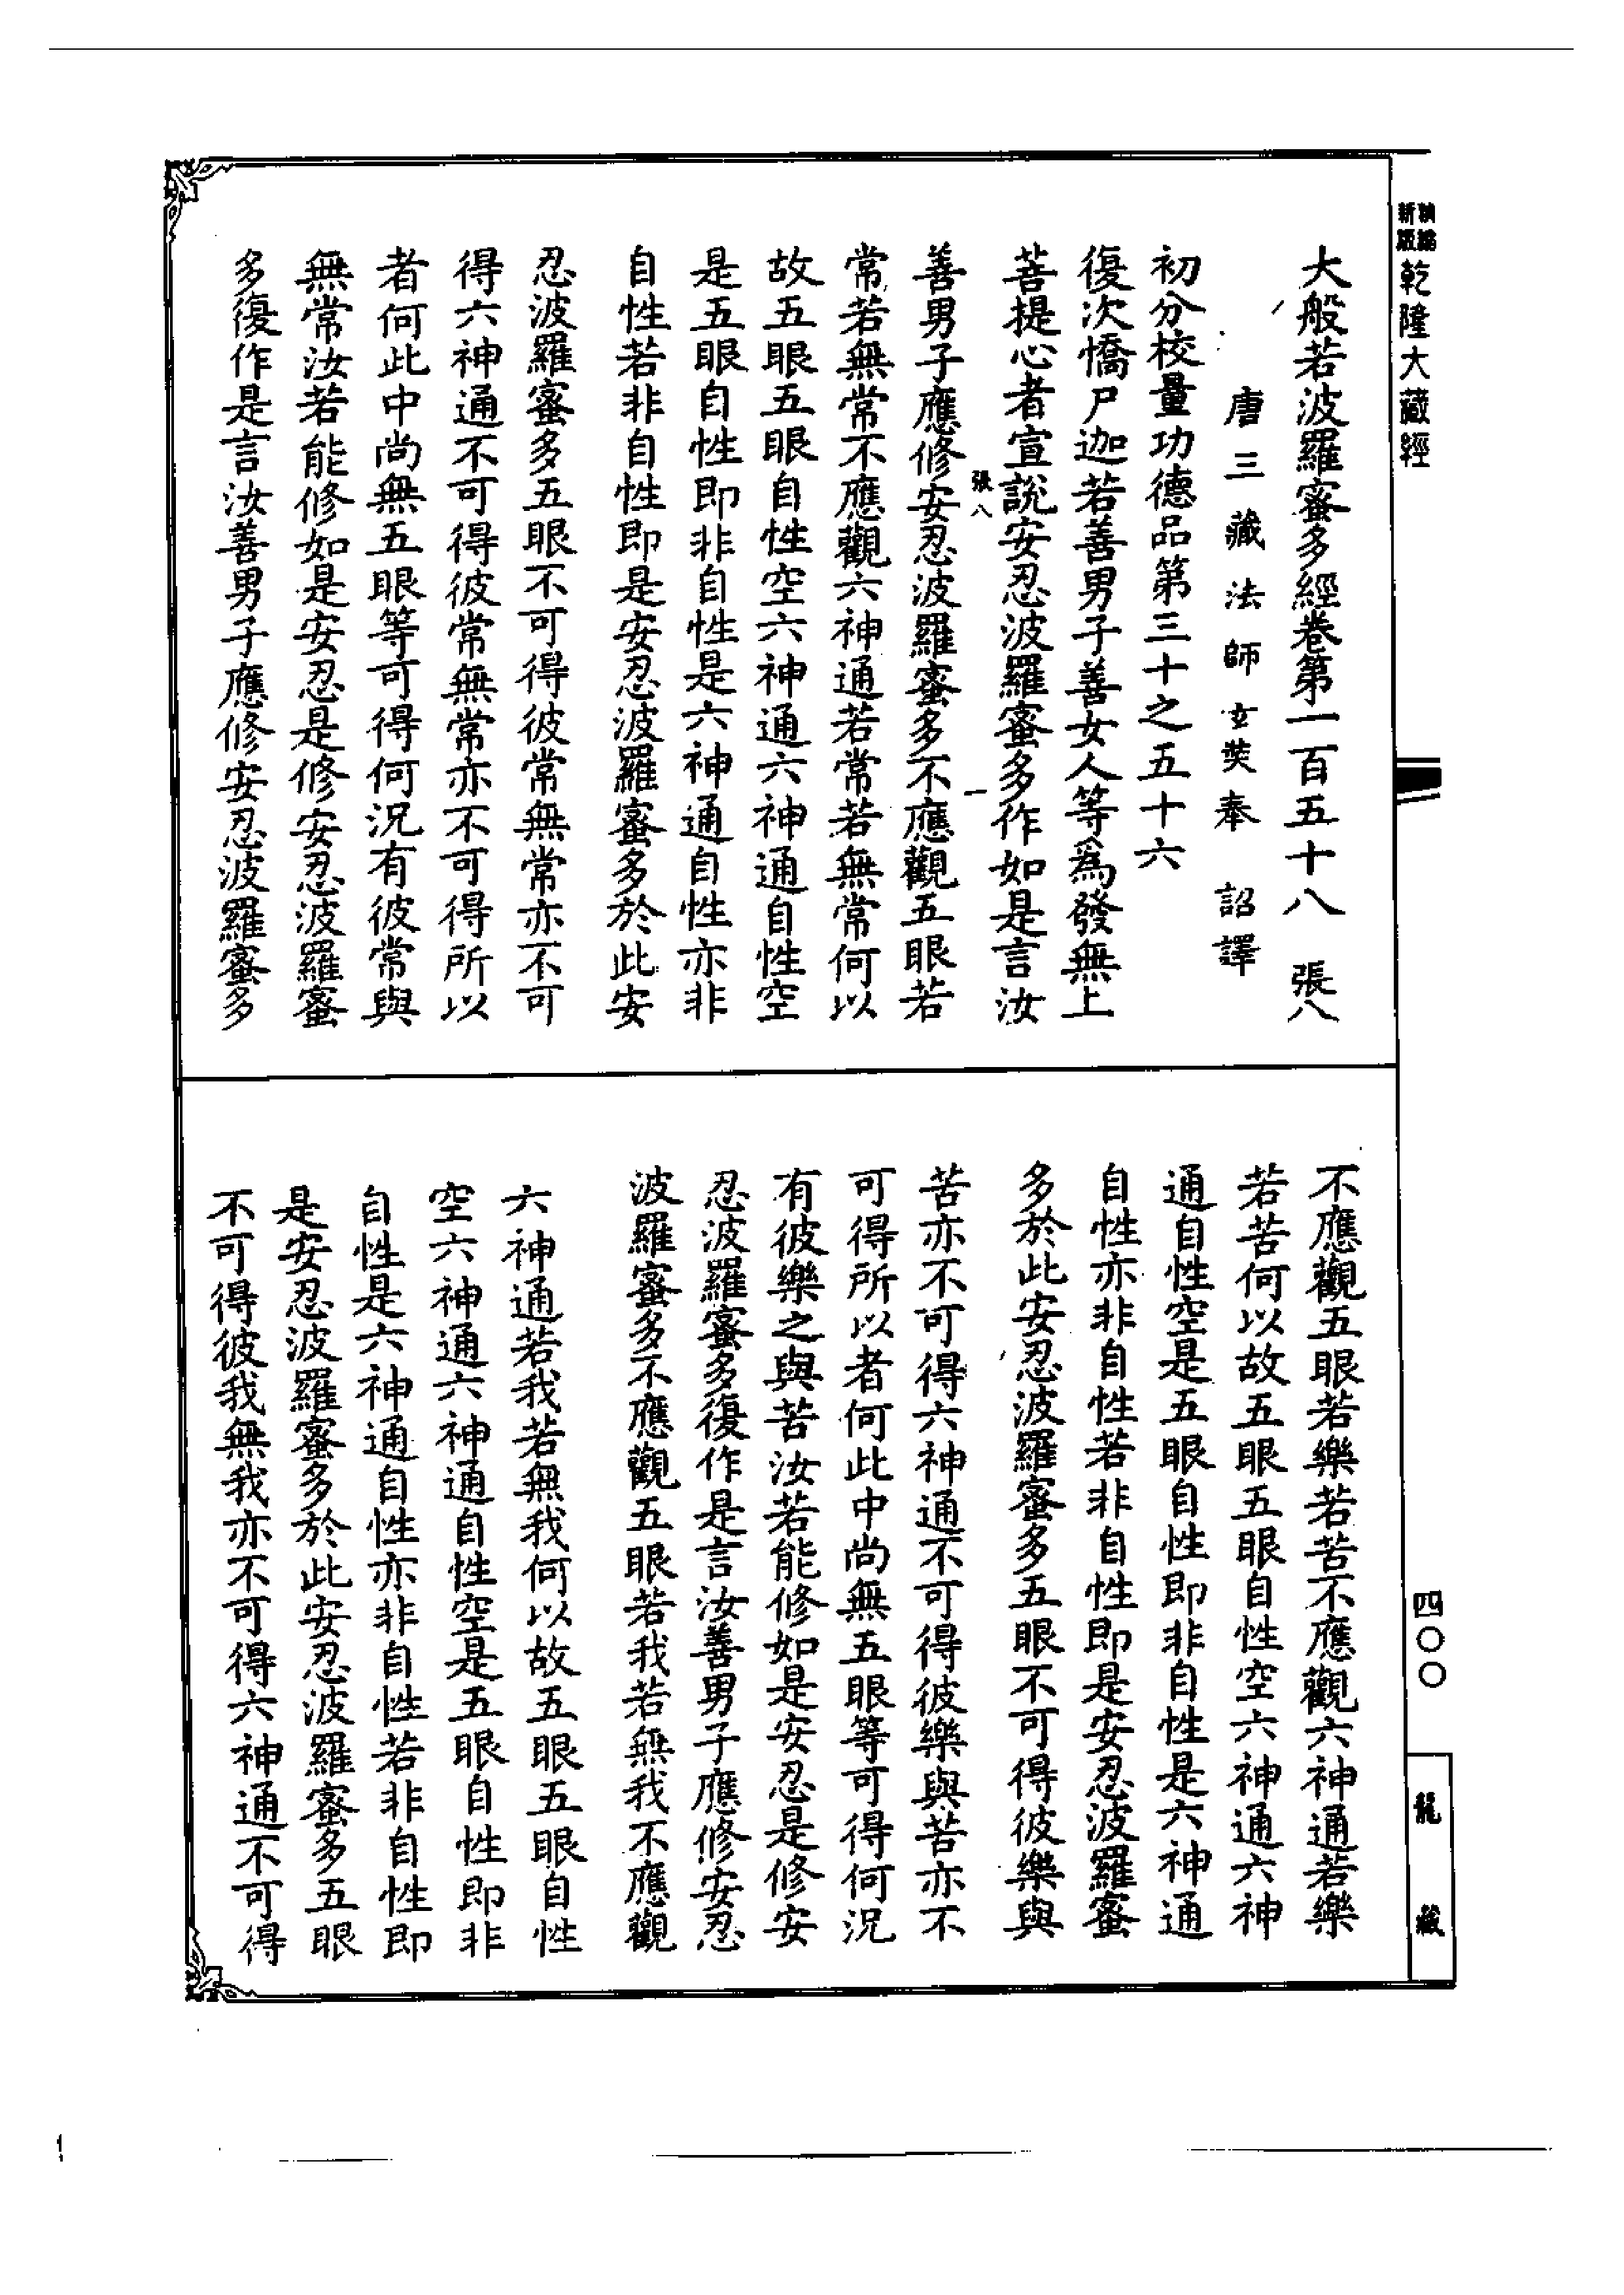 新版
乾隆大藏經
大般若波羅蜜多經卷第一百五十八　張八
唐三藏法師玄奘奉　詔譯
初分校量功德品第三十之五十六
復次憍尸迦若善男子善女人等爲發無上
菩提心者宣說安忍波羅蜜多作如是言汝
張八　一
善男子應修安忍波羅蜜多不應觀五眼若
常若無常不應觀六神通若常若無常何以
故五眼五眼自性空六神通六神通自性空
是五眼自性即非自性是六神通自性亦非
自性若非自性即是安忍波羅蜜多於此安
忍波羅蜜多五眼不可得彼常無常亦不可
得六神通不可得彼常無常亦不可得所以
者何此中尚無五眼等可得何況有彼常與
無常汝若能修如是安忍是修安忍波羅蜜
多復作是言汝善男子應修安忍波羅蜜多
不應觀五眼若樂若苦不應觀六神通若樂
若苦何以故五眼五眼自性空六神通六神
通自性空是五眼自性即非自性是六神通
自性亦非自性若非自性即是安忍波羅蜜
多於此安忍波羅蜜多五眼不可得彼樂與
苦亦不可得六神通不可得彼樂與苦亦不
可得所以者何此中尚無五眼等可得何況
有彼樂之與苦汝若能修如是安忍是修安
忍波羅蜜多復作是言汝善男子應修安忍
波羅蜜多不應觀五眼若我若無我不應觀
六神通若我若無我何以故五眼五眼自性
空六神通六神通自性空是五眼自性即非
自性是六神通自性亦非自性若非自性即
是安忍波羅蜜多於此安忍波羅蜜多五眼
不可得彼我無我亦不可得六神通不可得
四〇〇
龍藏